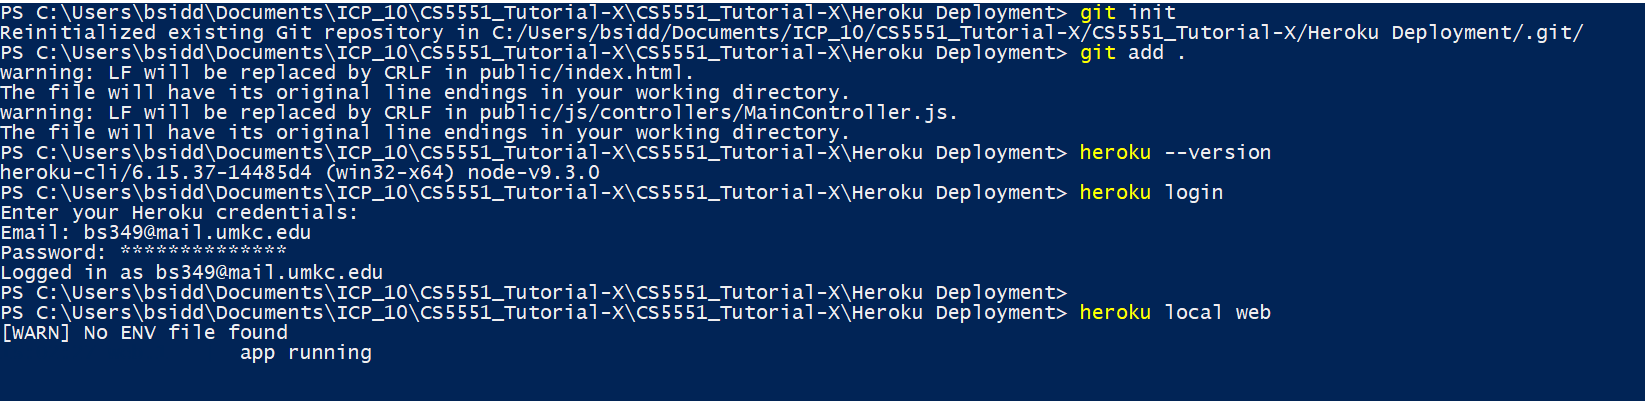 PS C:\Users\bsidd\Documents\ICP_10\CS5551_Tutorial-X\CS5551_Tutorial-X\Heroku Deployment> git init
Reinitialized existing Git repository in C:/Users/bsidd/Documents/ICP_10/CS5551_Tutorial-X/CS5551_Tutorial-X/Heroku Deployment/.git/
PS C:\Users\bsidd\Documents\ICP_10\CS5551_Tutorial-X\CS5551_Tutorial-X\Heroku Deployment> git add .
warning: LF will be replaced by CRLF in public/index.html.
The file will have its original line endings in your working directory.
warning: LF will be replaced by CRLF in public/js/controllers/MainController.js.
The file will have its original line endings in your working directory.
PS C:\Users\bsidd\Documents\ICP_10\CS5551_Tutorial-X\CS5551_Tutorial-X\Heroku Deployment> heroku --version
heroku-cli/6.15.37-14485d4 (win32-x64) node-v9.3.0
PS C:\Users\bsidd\Documents\ICP_10\CS5551_Tutorial-X\CS5551_Tutorial-X\Heroku Deployment> heroku login
Enter your Heroku credentials:
Email: bs349@mail.umkc.edu
Password: **************
Logged in as bs349@mail.umkc.edu
PS C:\Users\bsidd\Documents\ICP_10\CS5551_Tutorial-X\CS5551_Tutorial-X\Heroku Deployment>
PS C:\Users\bsidd\Documents\ICP_10\CS5551_Tutorial-X\CS5551_Tutorial-X\Heroku Deployment> heroku local web
[WARN] No ENV file found
app running